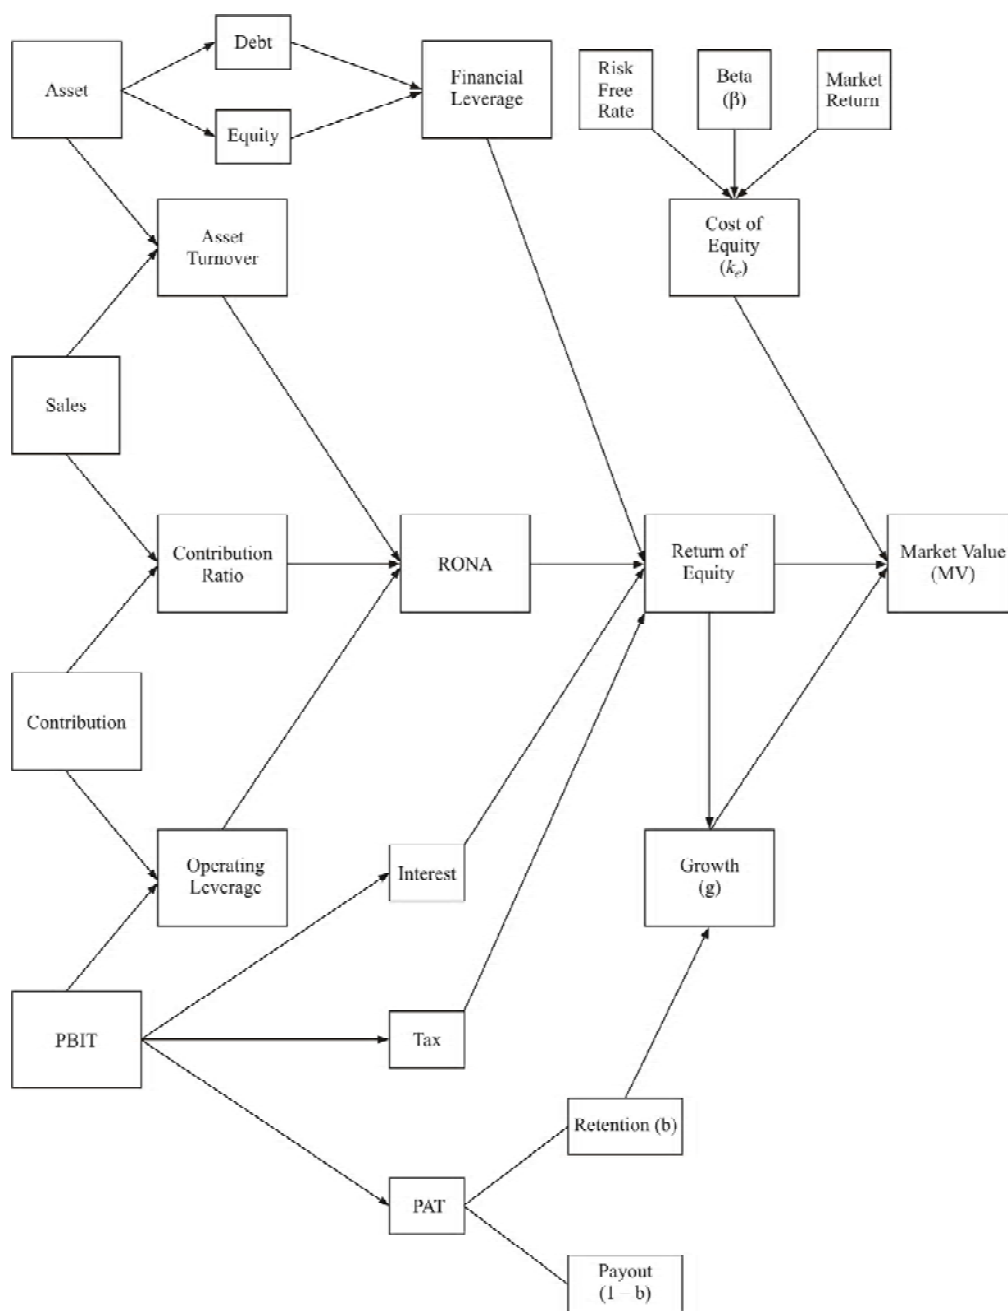 Debt
Asset
Financial
Leverage
Risk
Free
Rate
Beta
(β)
Market
Return
Equity
Asset
Turnover
Cost of
Equity
(kₑ)
Sales
Contribution
Ratio
RONA
Return of
Equity
Market Value
(MV)
Contribution
Operating
Leverage
Interest
Growth
(g)
PBIT
Tax
Retention (b)
PAT
Payout
(1 – b)